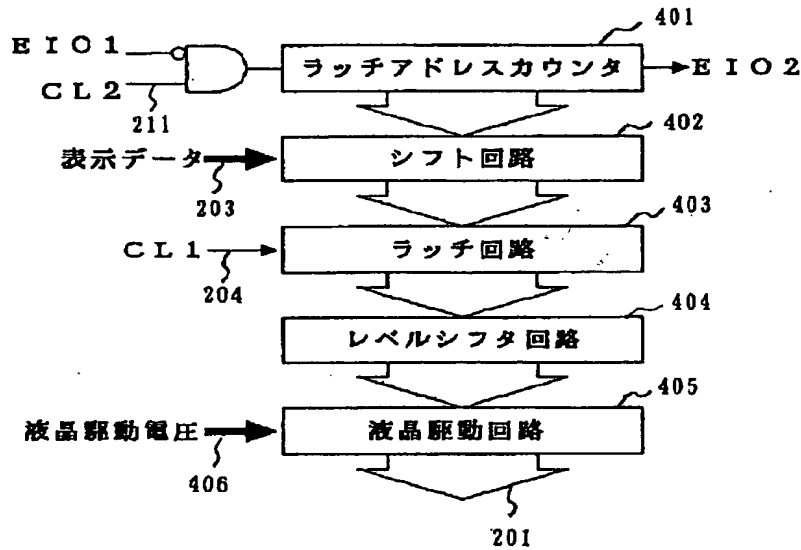 401
EIO1
ラッチアドレスカウンタ
EIO2
CL2
211
402
表示データ
シフト回路
203
403
CL1
ラッチ回路
204
404
レベルシフタ回路
405
液晶駆動電圧
液晶駆動回路
406
201